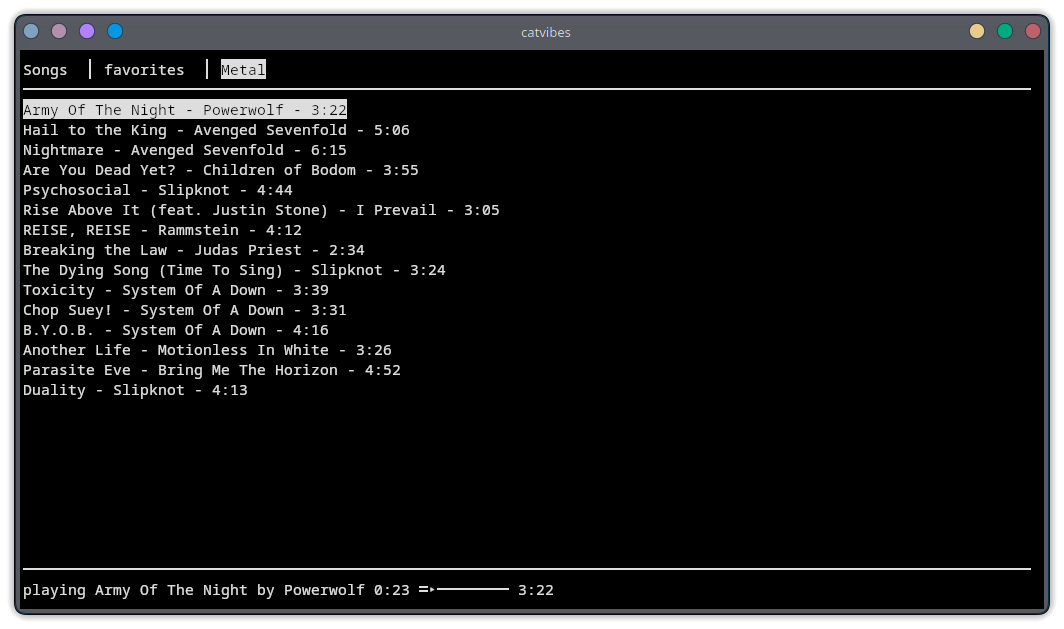 catvibes
Songs | favorites | Metal
Army Of The Night - Powerwolf - 3:22
Hail to the King - Avenged Sevenfold - 5:06
Nightmare - Avenged Sevenfold - 6:15
Are You Dead Yet? - Children of Bodom - 3:55
Psychosocial - Slipknot - 4:44
Rise Above It (feat. Justin Stone) - I Prevail - 3:05
REISE, REISE - Rammstein - 4:12
Breaking the Law - Judas Priest - 2:34
The Dying Song (Time To Sing) - Slipknot - 3:24
Toxicity - System Of A Down - 3:39
Chop Suey! - System Of A Down - 3:31
B.Y.O.B. - System Of A Down - 4:16
Another Life - Motionless In White - 3:26
Parasite Eve - Bring Me The Horizon - 4:52
Duality - Slipknot - 4:13
playing Army Of The Night by Powerwolf 0:23 ═▸──────── 3:22